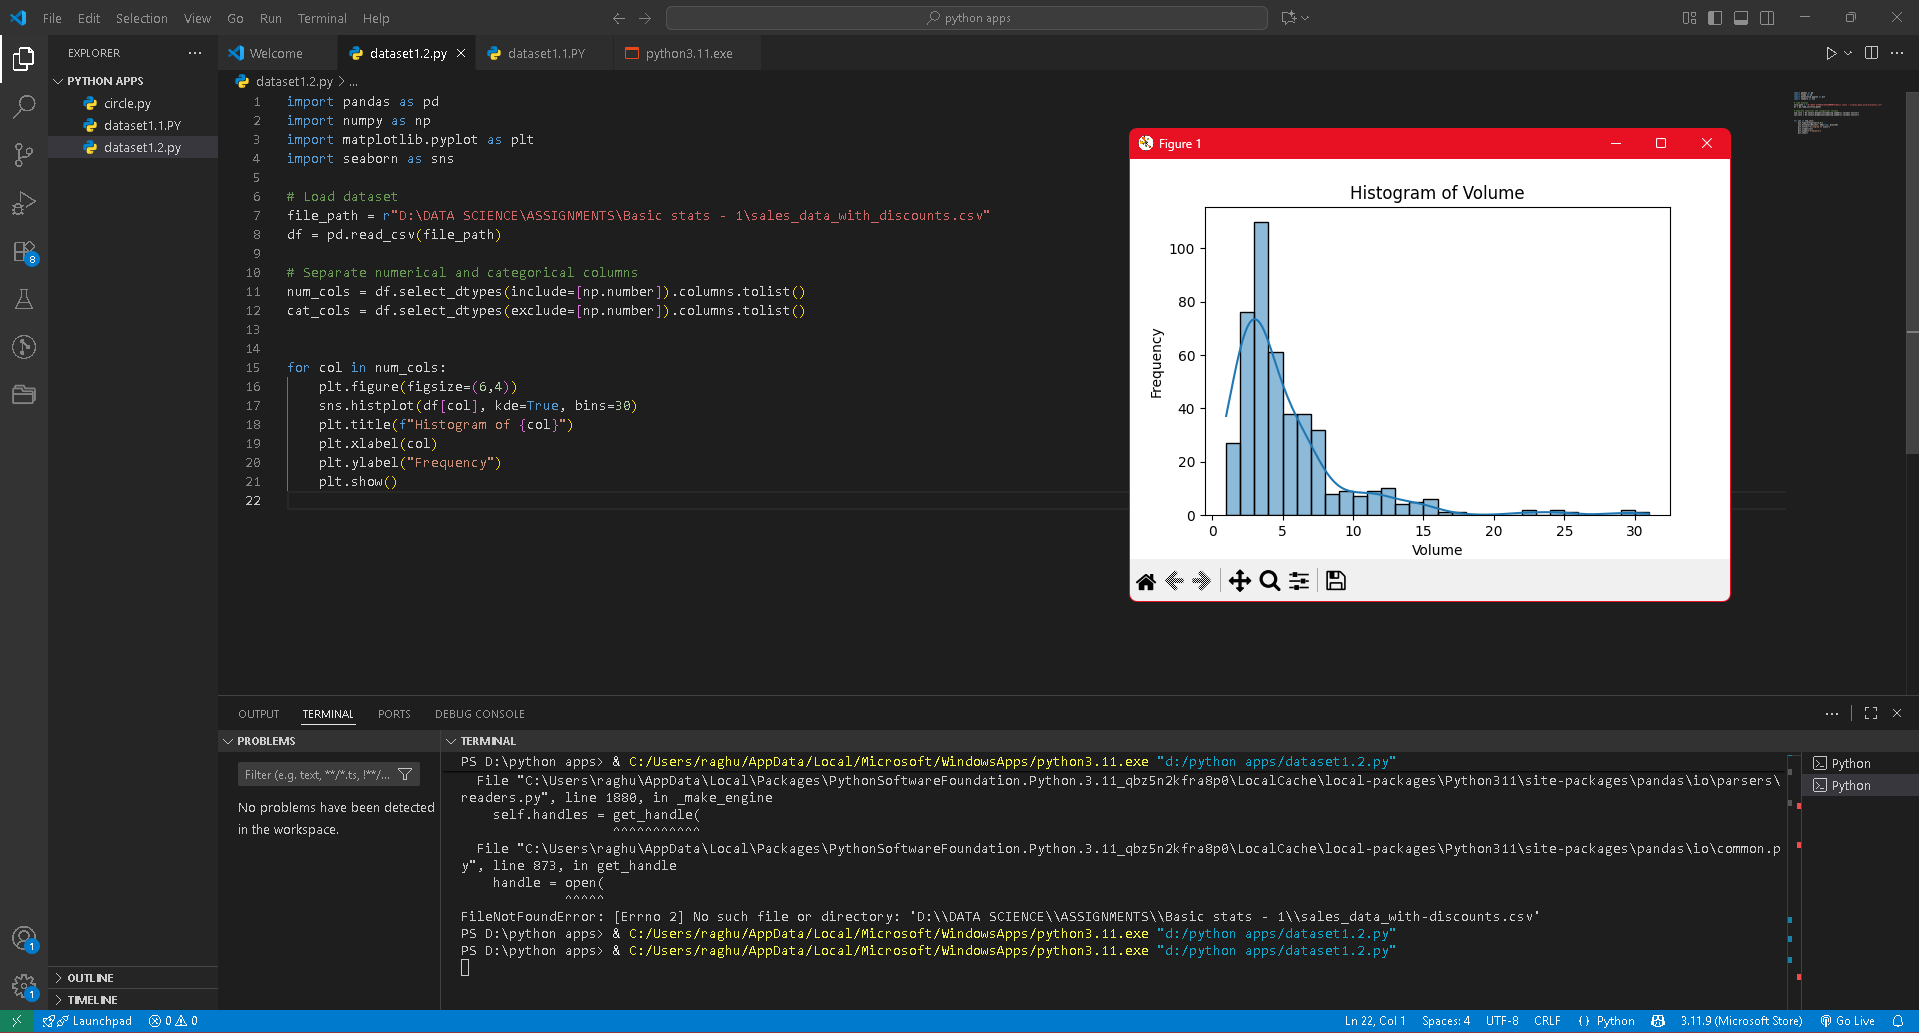 File Edit Selection View Go Run Terminal Help
python apps
EXPLORER
PYTHON APPS
circle.py
dataset1.1.PY
dataset1.2.py
Welcome
dataset1.2.py
dataset1.1.PY
python3.11.exe
dataset1.2.py > ...
1 import pandas as pd
2 import numpy as np
3 import matplotlib.pyplot as plt
4 import seaborn as sns
5
6 # Load dataset
7 file_path = r"D:\DATA SCIENCE\ASSIGNMENTS\Basic stats - 1\sales_data_with_discounts.csv"
8 df = pd.read_csv(file_path)
9
10 # Separate numerical and categorical columns
11 num_cols = df.select_dtypes(include=[np.number]).columns.tolist()
12 cat_cols = df.select_dtypes(exclude=[np.number]).columns.tolist()
13
14
15 for col in num_cols:
16     plt.figure(figsize=(6,4))
17     sns.histplot(df[col], kde=True, bins=30)
18     plt.title(f"Histogram of {col}")
19     plt.xlabel(col)
20     plt.ylabel("Frequency")
21     plt.show()
22
Figure 1
Histogram of Volume
Frequency
100
80
60
40
20
0
0 5 10 15 20 25 30
Volume
8
1
1
OUTPUT TERMINAL PORTS DEBUG CONSOLE
PROBLEMS
Filter (e.g. text, **/*.ts, !**/...
No problems have been detected
in the workspace.
TERMINAL
PS D:\python apps> & C:/Users/raghu/AppData/Local/Microsoft/WindowsApps/python3.11.exe "d:/python apps/dataset1.2.py"
File "C:\Users\raghu\AppData\Local\Packages\PythonSoftwareFoundation.Python.3.11_qbz5n2kfra8p0\LocalCache\local-packages\Python311\site-packages\pandas\io\parsers\
readers.py", line 1880, in _make_engine
self.handles = get_handle(
^^^^^^^^^^^
File "C:\Users\raghu\AppData\Local\Packages\PythonSoftwareFoundation.Python.3.11_qbz5n2kfra8p0\LocalCache\local-packages\Python311\site-packages\pandas\io\common.p
y", line 873, in get_handle
handle = open(
^^^^^
FileNotFoundError: [Errno 2] No such file or directory: 'D:\\DATA SCIENCE\\ASSIGNMENTS\\Basic stats - 1\\sales_data_with-discounts.csv'
PS D:\python apps> & C:/Users/raghu/AppData/Local/Microsoft/WindowsApps/python3.11.exe "d:/python apps/dataset1.2.py"
PS D:\python apps> & C:/Users/raghu/AppData/Local/Microsoft/WindowsApps/python3.11.exe "d:/python apps/dataset1.2.py"
Python
Python
OUTLINE
TIMELINE
Launchpad 0 0
Ln 22, Col 1 Spaces: 4 UTF-8 CRLF { } Python 3.11.9 (Microsoft Store) Go Live